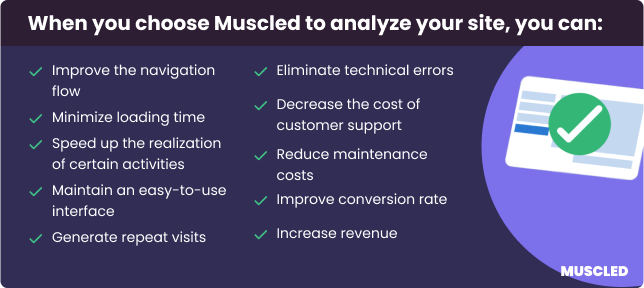 When you choose Muscled to analyze your site, you can:
Improve the navigation
flow
Minimize loading time
Speed up the realization
of certain activities
Maintain an easy-to-use
interface
Generate repeat visits
Eliminate technical errors
Decrease the cost of
customer support
Reduce maintenance
costs
Improve conversion rate
Increase revenue
MUSCLED